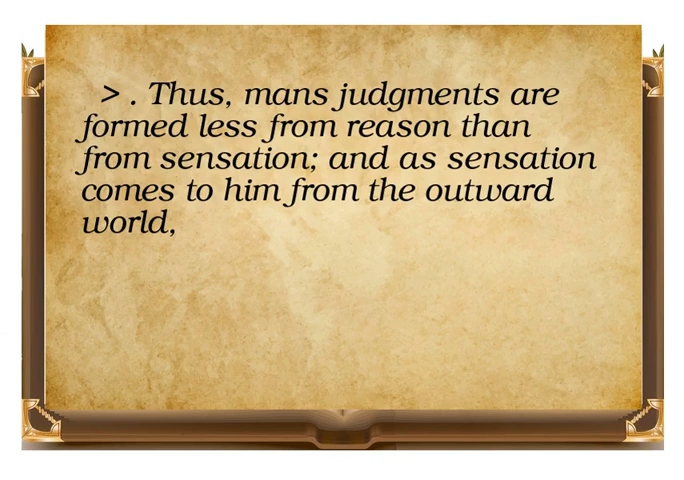 > . Thus, mans judgments are
formed less from reason than
from sensation; and as sensation
comes to him from the outward
world,